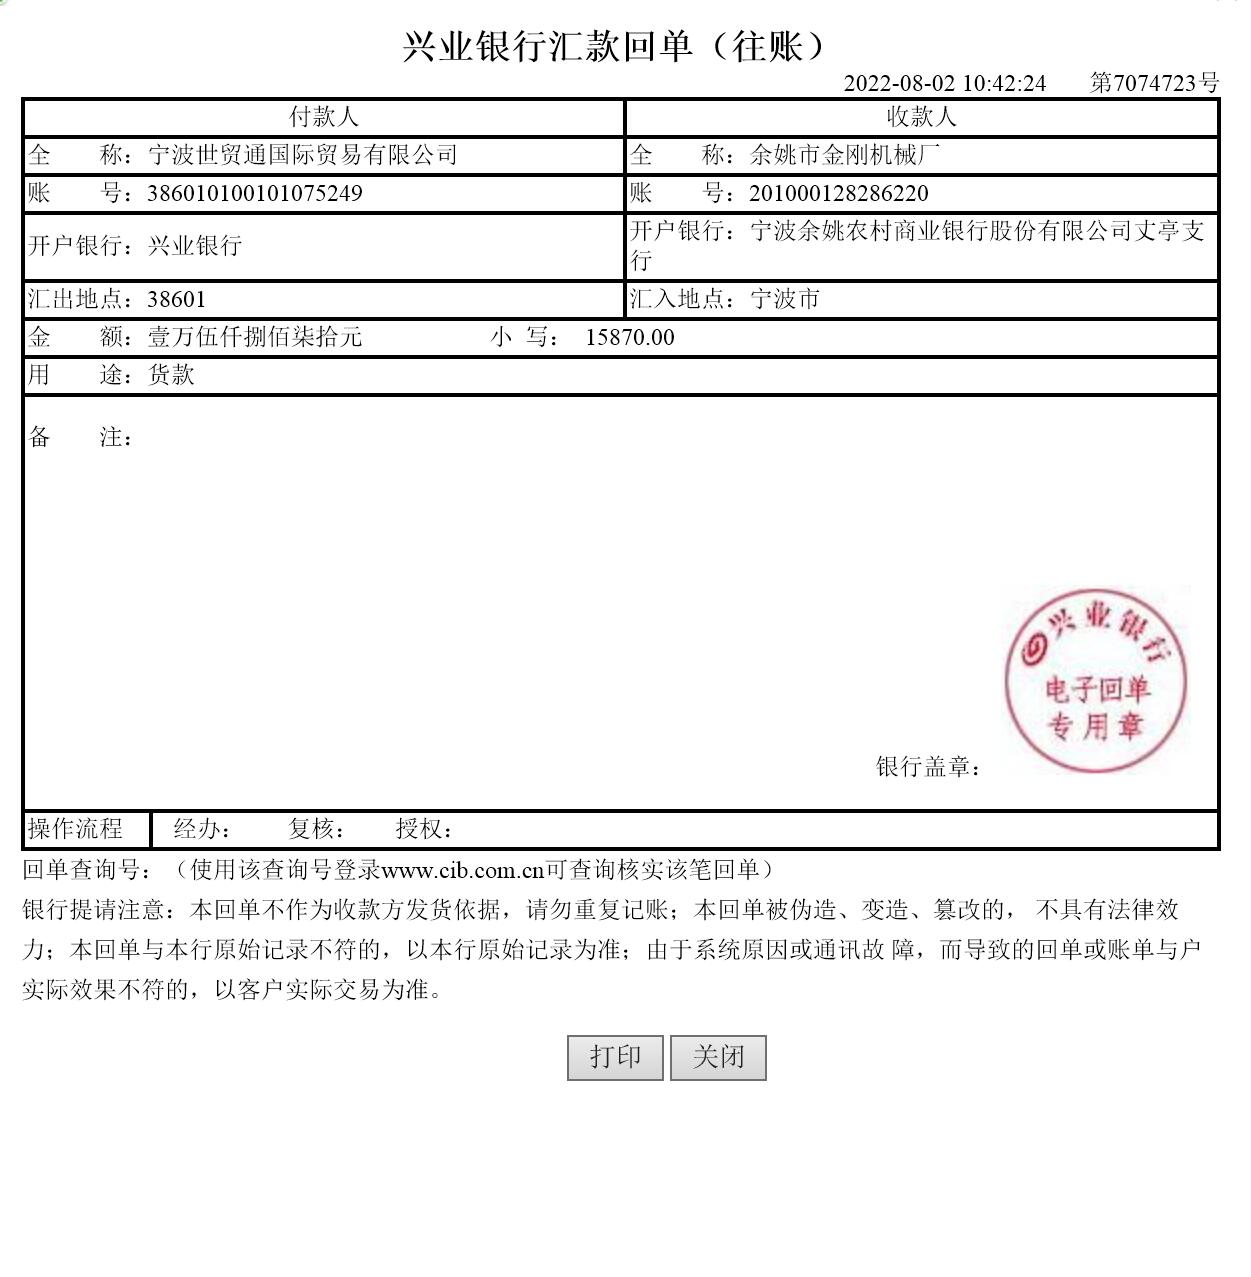 兴业银行汇款回单（往账）
2022-08-02 10:42:24 第7074723号
付款人 收款人
全 称：宁波世贸通国际贸易有限公司 全 称：余姚市金刚机械厂
账 号：386010100101075249 账 号：201000128286220
开户银行：兴业银行 开户银行：宁波余姚农村商业银行股份有限公司丈亭支
行
汇出地点：38601 汇入地点：宁波市
金 额：壹万伍仟捌佰柒拾元 小 写： 15870.00
用 途：货款
备 注：
兴业银行
电子回单
专用章
银行盖章：
操作流程 经办： 复核： 授权：
回单查询号：（使用该查询号登录www.cib.com.cn可查询核实该笔回单）
银行提请注意：本回单不作为收款方发货依据，请勿重复记账；本回单被伪造、变造、篡改的， 不具有法律效
力；本回单与本行原始记录不符的，以本行原始记录为准；由于系统原因或通讯故 障，而导致的回单或账单与户
实际效果不符的，以客户实际交易为准。
打印 关闭